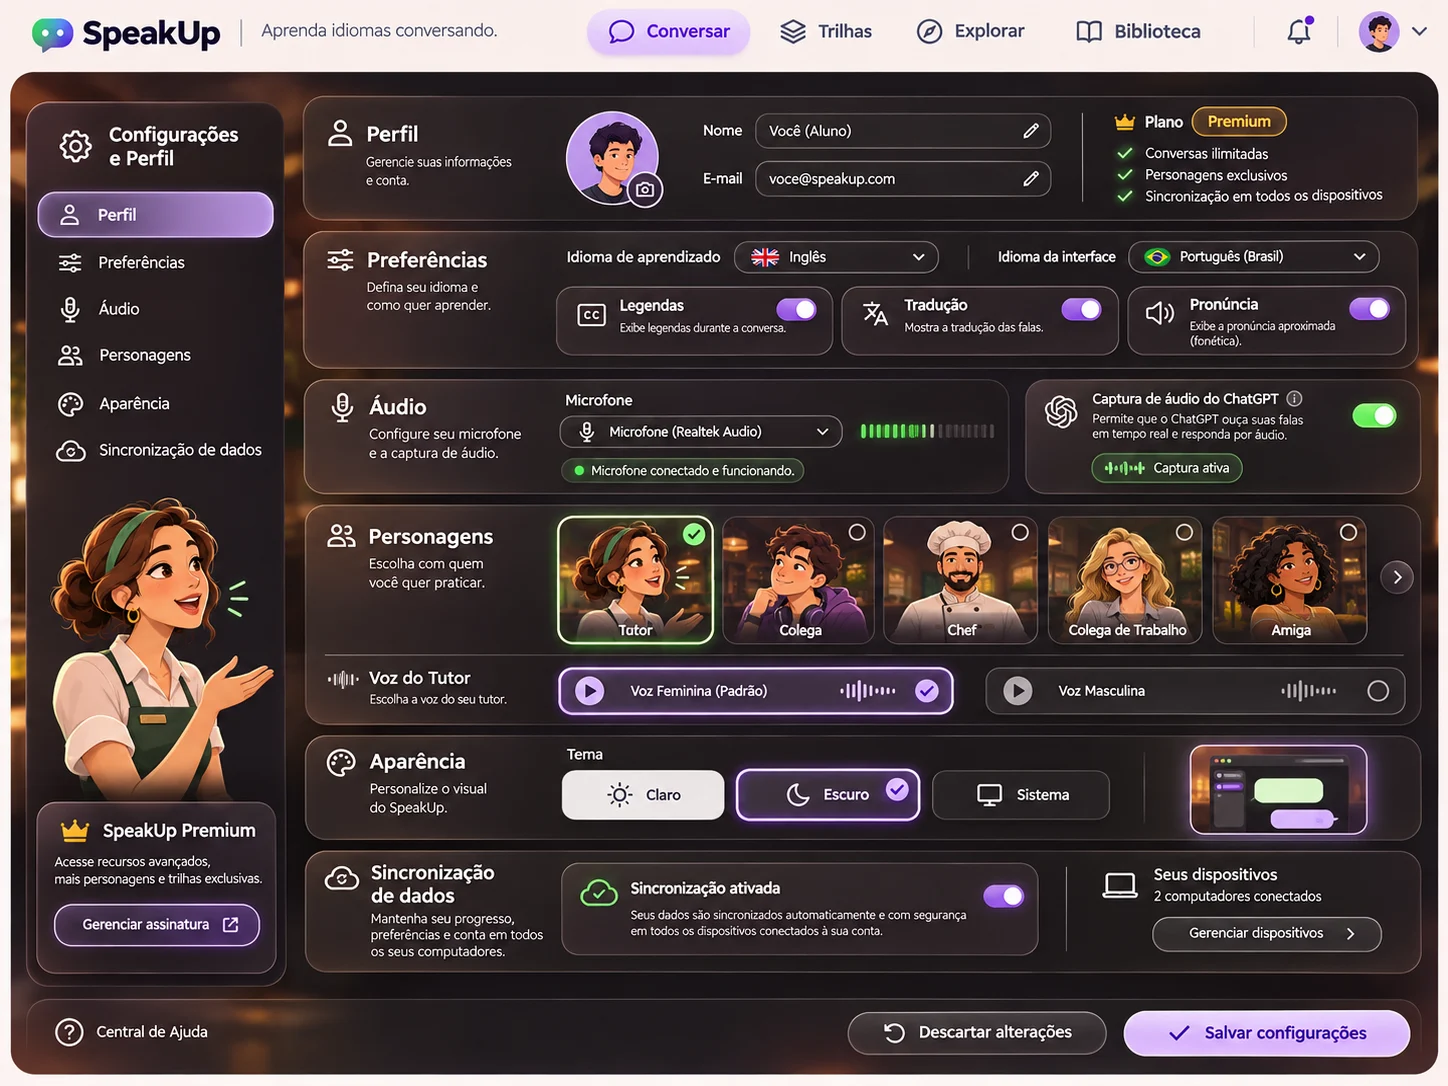 SpeakUp
Aprenda idiomas conversando.
Conversar
Trilhas
Explorar
Biblioteca
Configurações
e Perfil
Perfil
Preferências
Áudio
Personagens
Aparência
Sincronização de dados
SpeakUp Premium
Acesse recursos avançados,
mais personagens e trilhas exclusivas.
Gerenciar assinatura
Perfil
Gerencie suas informações
e conta.
Nome
Você (Aluno)
E-mail
voce@speakup.com
Plano
Premium
Conversas ilimitadas
Personagens exclusivos
Sincronização em todos os dispositivos
Preferências
Defina seu idioma e
como quer aprender.
Idioma de aprendizado
Inglês
Idioma da interface
Português (Brasil)
CC
Legendas
Exibe legendas durante a conversa.
Tradução
Mostra a tradução das falas.
Pronúncia
Exibe a pronúncia aproximada
(fonética).
Áudio
Configure seu microfone
e a captura de áudio.
Microfone
Microfone (Realtek Audio)
Microfone conectado e funcionando.
Captura de áudio do ChatGPT
Permite que o ChatGPT ouça suas falas
em tempo real e responda por áudio.
Captura ativa
Personagens
Escolha com quem
você quer praticar.
Tutor
Colega
Chef
Colega de Trabalho
Amiga
Voz do Tutor
Escolha a voz do seu tutor.
Voz Feminina (Padrão)
Voz Masculina
Aparência
Personalize o visual
do SpeakUp.
Tema
Claro
Escuro
Sistema
Sincronização
de dados
Mantenha seu progresso,
preferências e conta em todos
os seus computadores.
Sincronização ativada
Seus dados são sincronizados automaticamente e com segurança
em todos os dispositivos conectados à sua conta.
Seus dispositivos
2 computadores conectados
Gerenciar dispositivos
Central de Ajuda
Descartar alterações
Salvar configurações